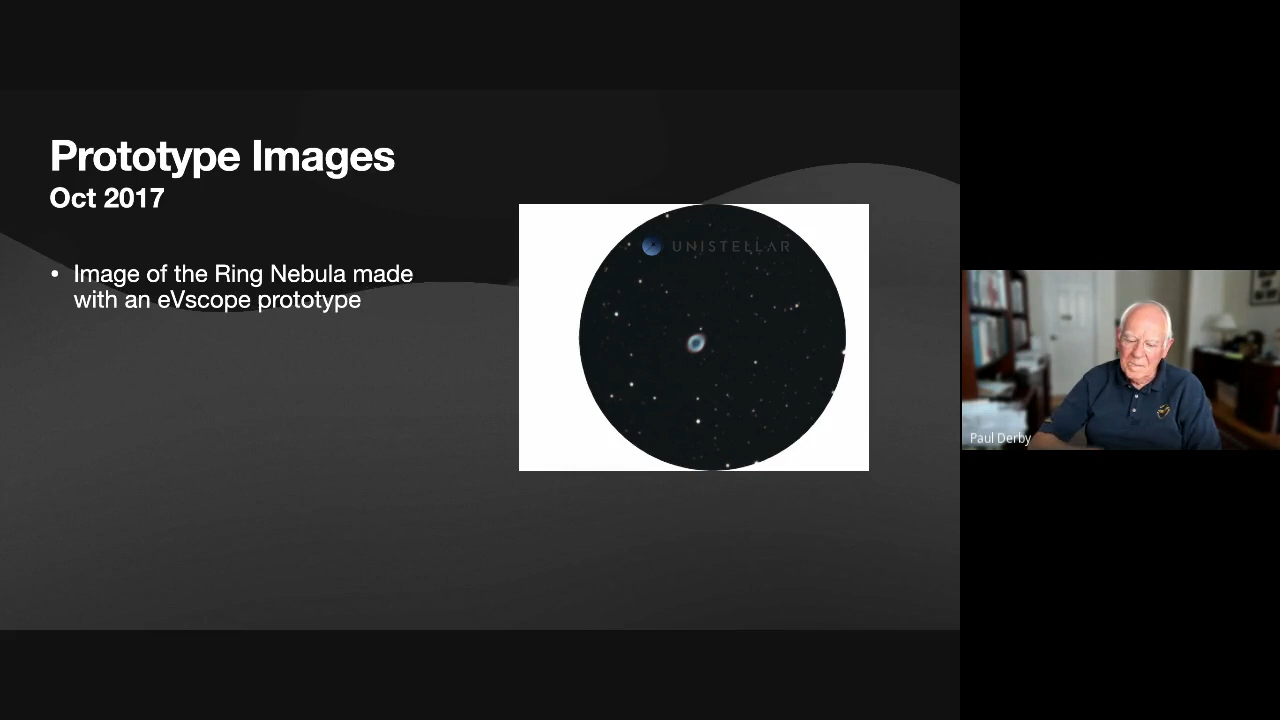 Prototype Images
Oct 2017
• Image of the Ring Nebula made
with an eVscope prototype
UNISTELLAR
Paul Derby